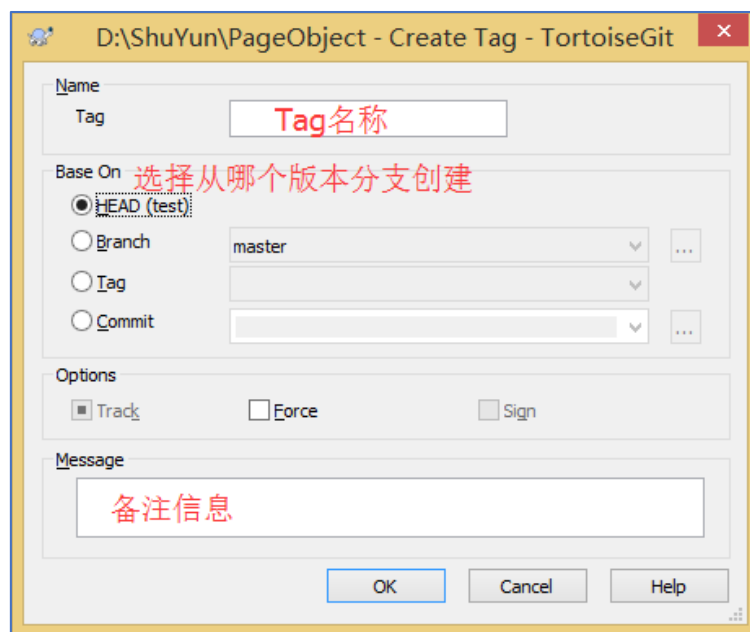 D:\ShuYun\PageObject - Create Tag - TortoiseGit
Name
Tag
Tag名称
Base On
选择从哪个版本分支创建
HEAD (test)
Branch
master
...
Tag
Commit
...
Options
Track
Force
Sign
Message
备注信息
OK
Cancel
Help